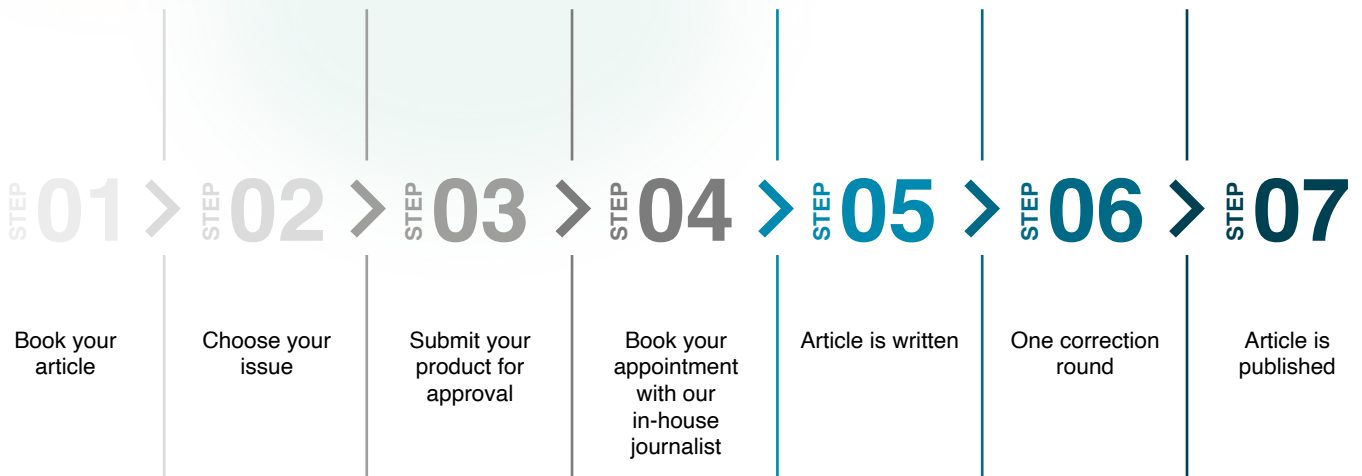 STEP 01
STEP 02
STEP 03
STEP 04
STEP 05
STEP 06
STEP 07
Book your
article
Choose your
issue
Submit your
product for
approval
Book your
appointment
with our
in-house
journalist
Article is written
One correction
round
Article is
published